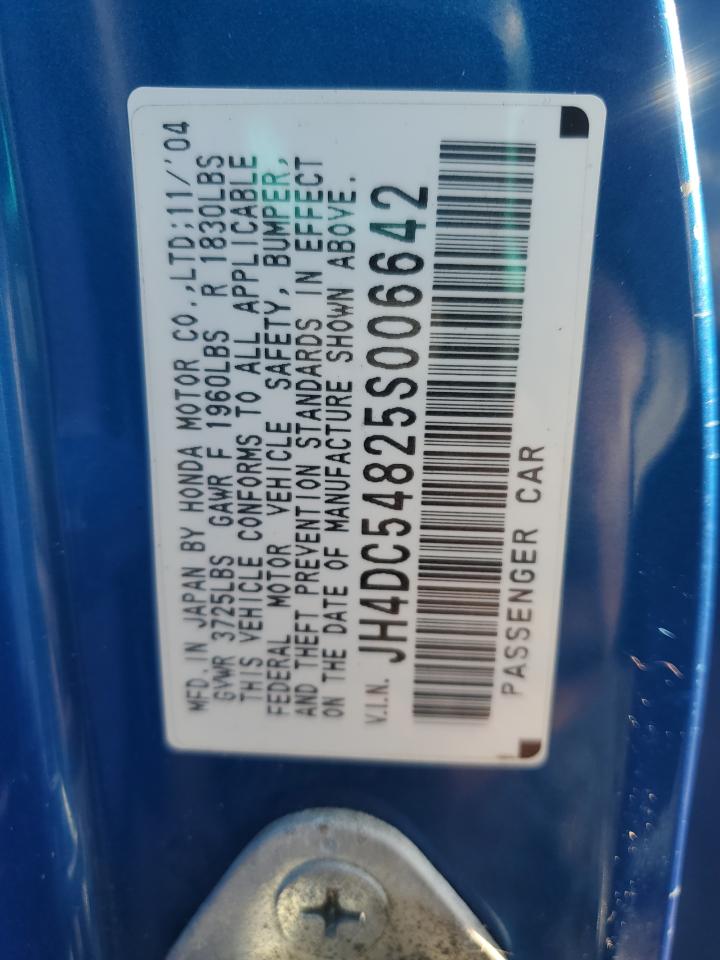 MFD. IN JAPAN BY HONDA MOTOR CO.,LTD;11/'04
GVWR 3725LBS GAWR F 1960LBS R 1830LBS
THIS VEHICLE CONFORMS TO ALL APPLICABLE
FEDERAL MOTOR VEHICLE SAFETY, BUMPER,
AND THEFT PREVENTION STANDARDS IN EFFECT
ON THE DATE OF MANUFACTURE SHOWN ABOVE.
V.I.N. JH4DC54825S006642
PASSENGER CAR